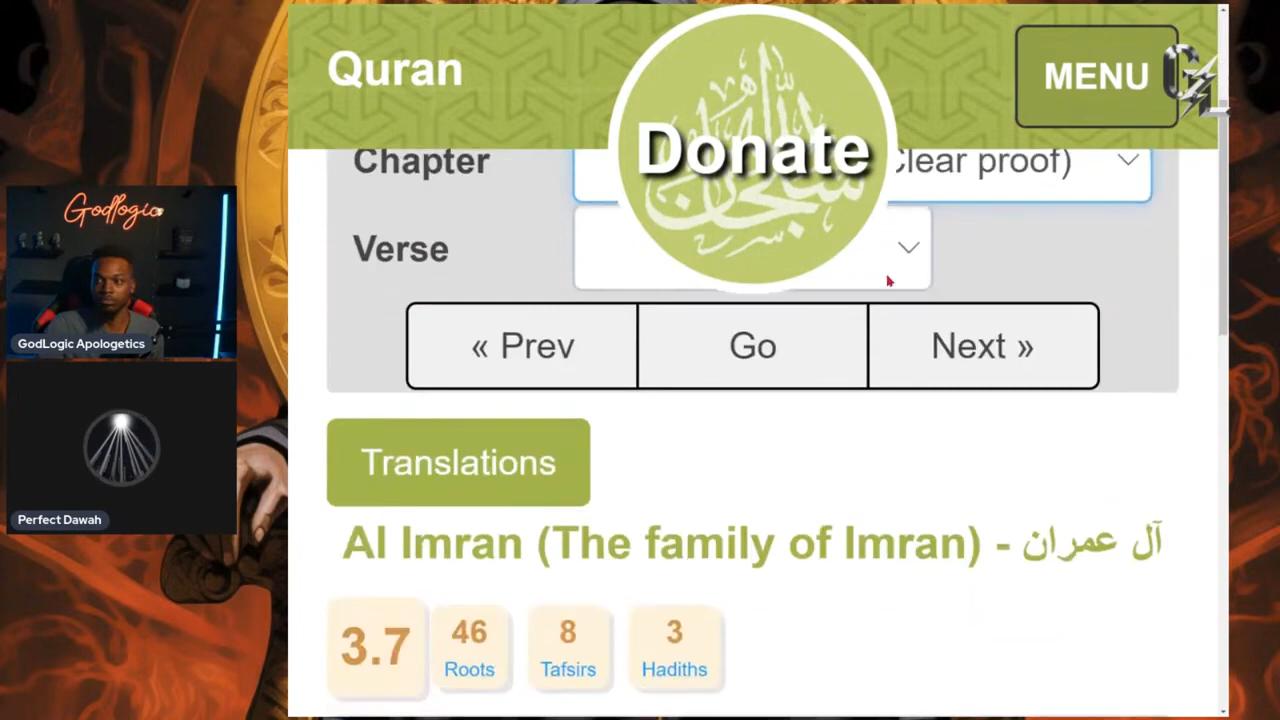 Quran
Donate
MENU
Chapter
Clear proof)
Verse
« Prev
Go
Next »
Godlogic
GodLogic Apologetics
Perfect Dawah
Translations
Al Imran (The family of Imran) - آل عمران
3.7
46
Roots
8
Tafsirs
3
Hadiths